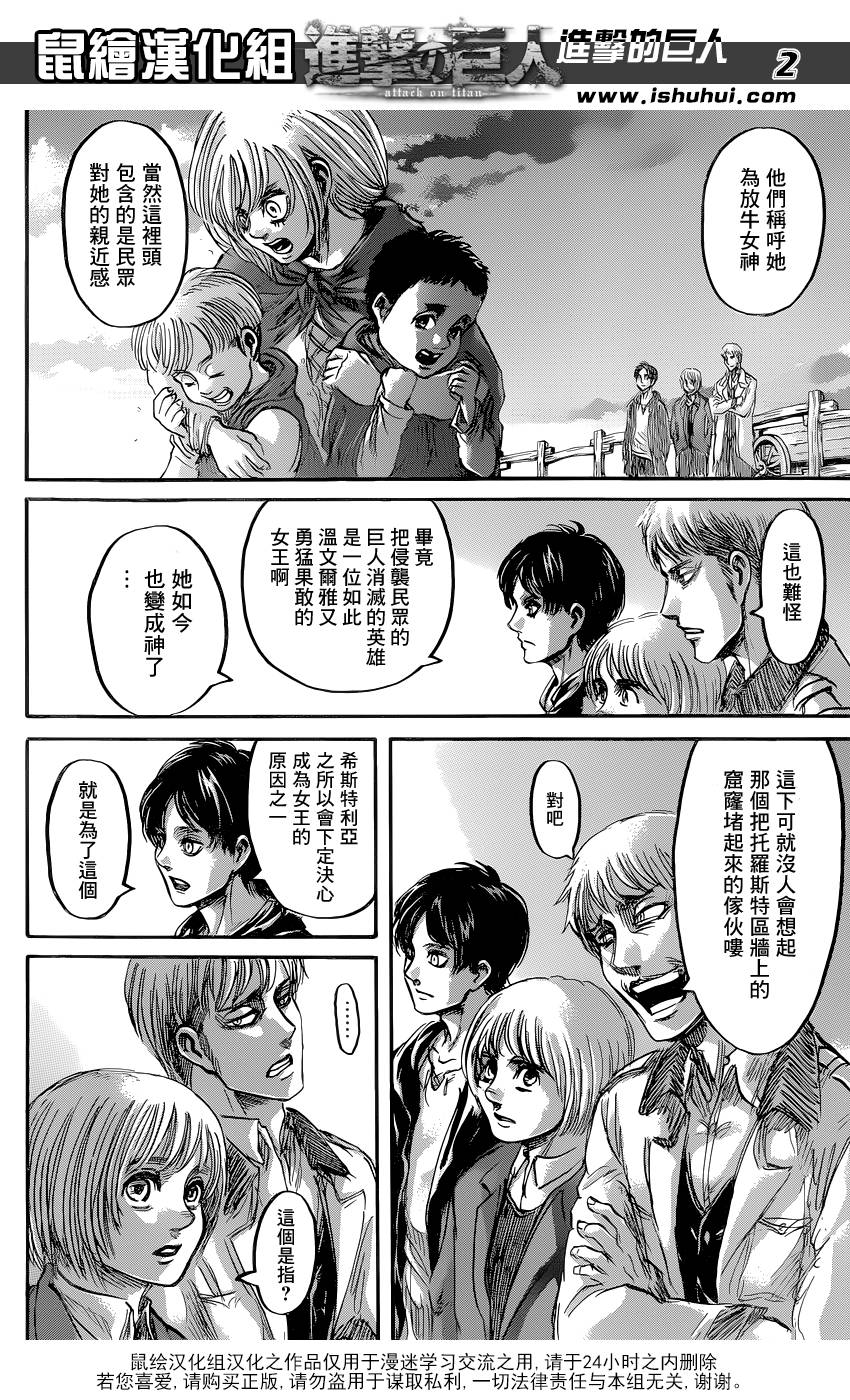 鼠繪漢化組
進撃の巨人
attack on titan
進擊的巨人
2
www.ishuhui.com
他們稱呼她
為放牛女神
當然這裡頭
包含的是民眾
對她的親近感
這也難怪
畢竟
把侵襲民眾的
巨人消滅的英雄
是一位如此
溫文爾雅又
勇猛果敢的
女王啊
她如今
也變成神了
…
這下可就沒人會想起
那個把托羅斯特區牆上的
窟窿堵起來的傢伙嘍
對吧
希斯特利亞
之所以會下定決心
成為女王的
原因之一
就是為了這個
……
這個是指?
鼠绘汉化组汉化之作品仅用于漫迷学习交流之用, 请于24小时之内删除
若您喜爱, 请购买正版, 请勿盗用于谋取私利, 一切法律责任与本组无关, 谢谢。